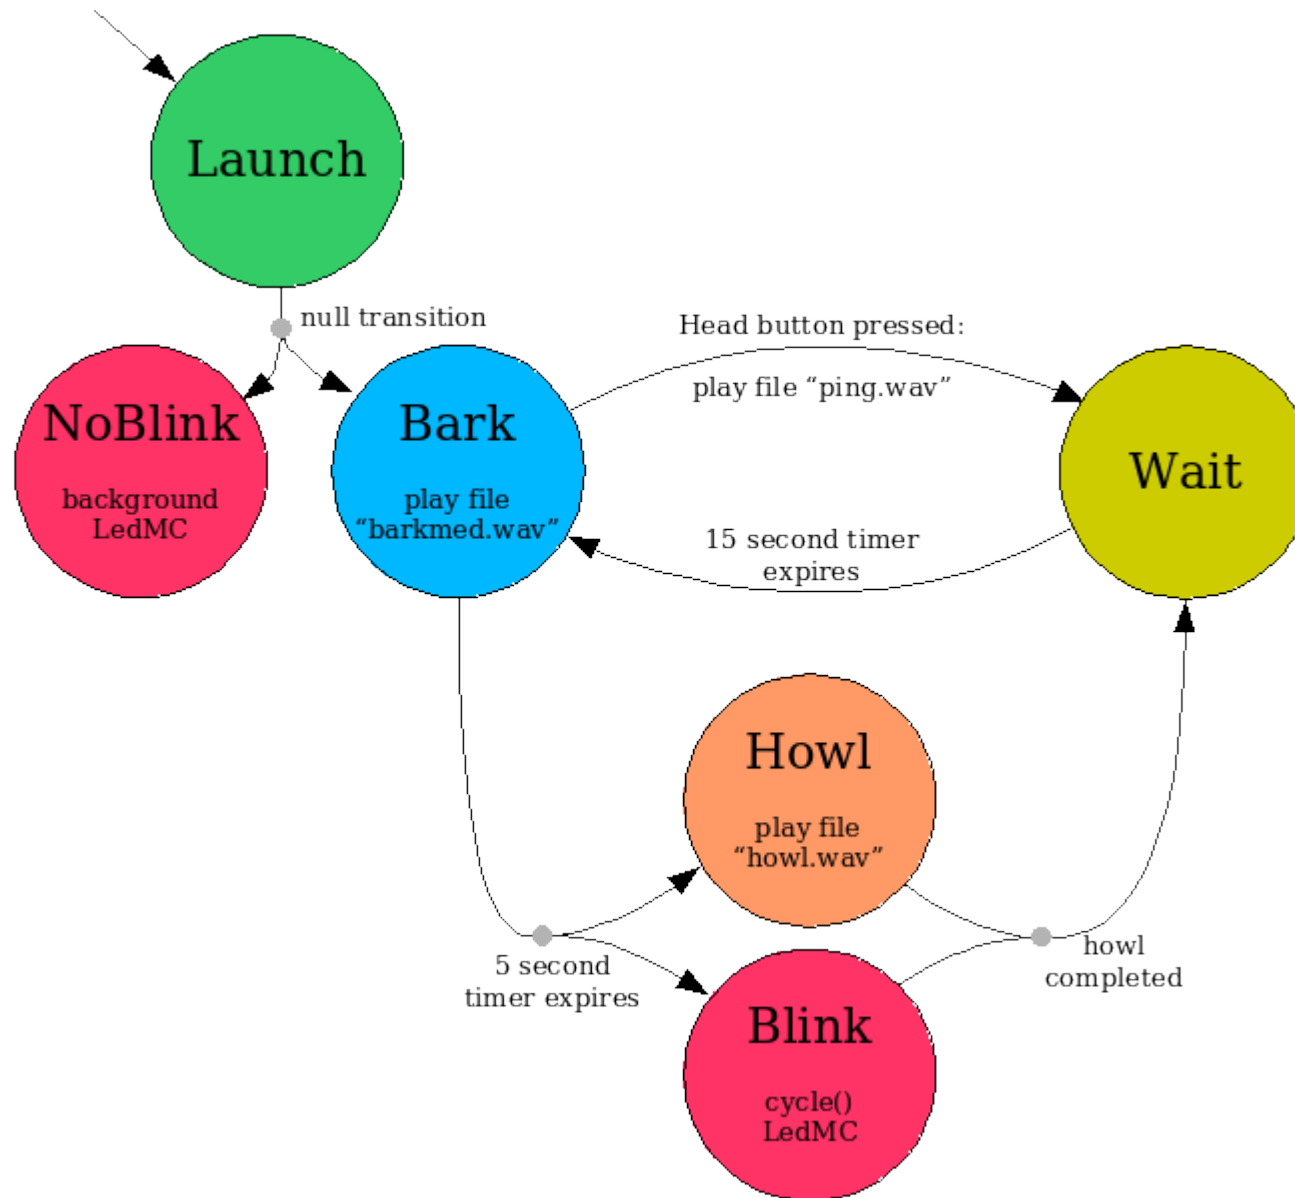 Launch
null transition
NoBlink
background
LedMC
Bark
play file
“barkmed.wav”
Head button pressed:
play file “ping.wav”
Wait
15 second timer
expires
Howl
play file
“howl.wav”
5 second
timer expires
howl
completed
Blink
cycle()
LedMC